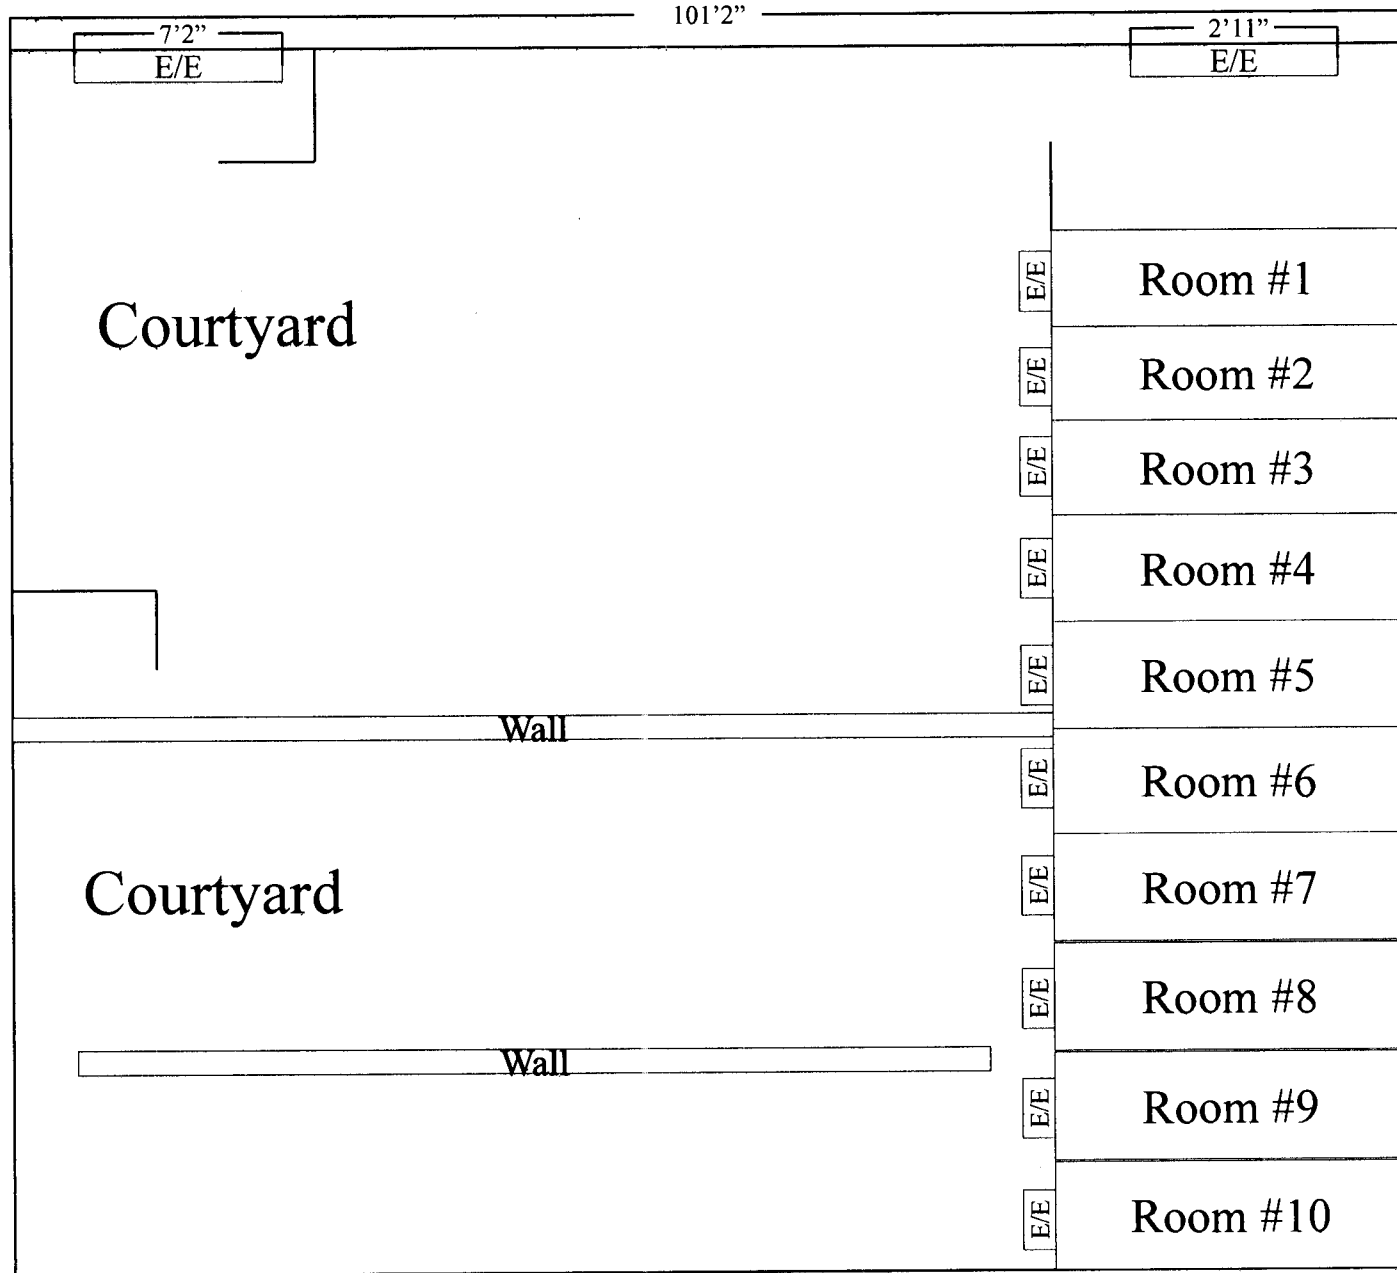 101’2”
7’2”
2’11”
E/E
E/E
E/E
Room #1
Courtyard
E/E
Room #2
E/E
Room #3
E/E
Room #4
E/E
Room #5
Wall
E/E
Room #6
Courtyard
E/E
Room #7
E/E
Room #8
Wall
E/E
Room #9
E/E
Room #10